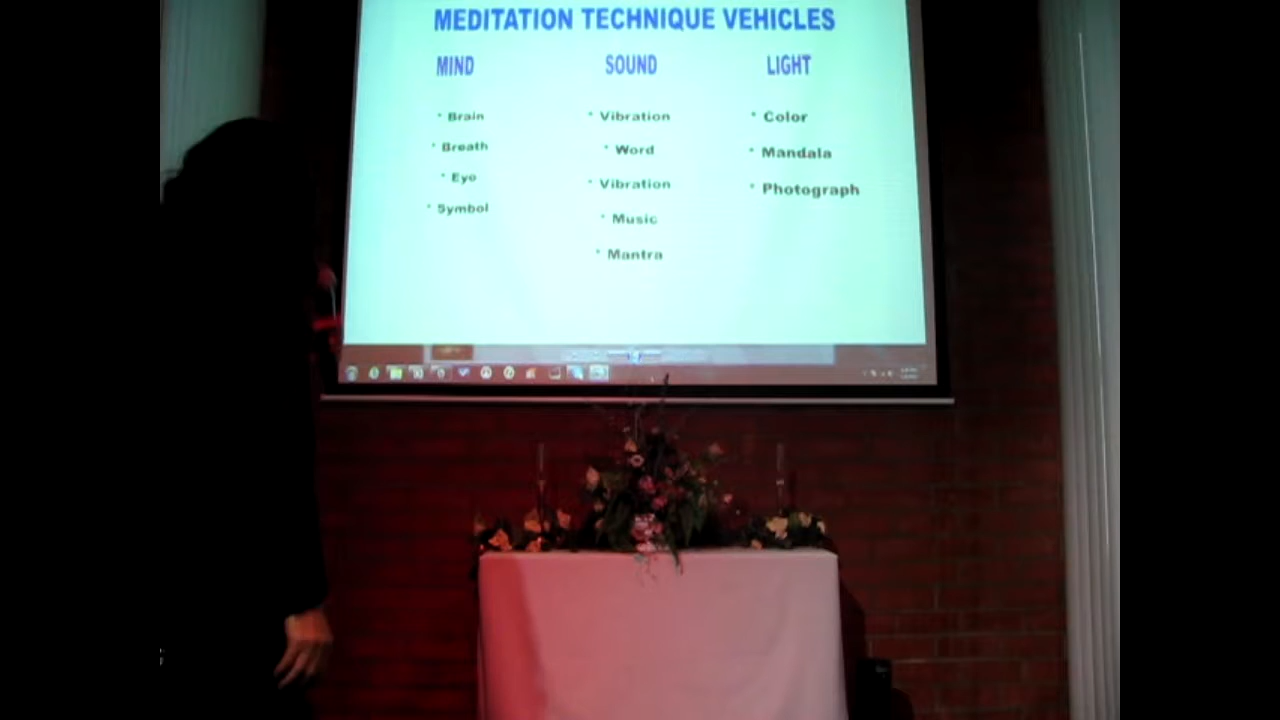 MEDITATION TECHNIQUE VEHICLES
MIND
• Brain
• Breath
• Eye
• Symbol
SOUND
• Vibration
• Word
• Vibration
• Music
• Mantra
LIGHT
• Color
• Mandala
• Photograph